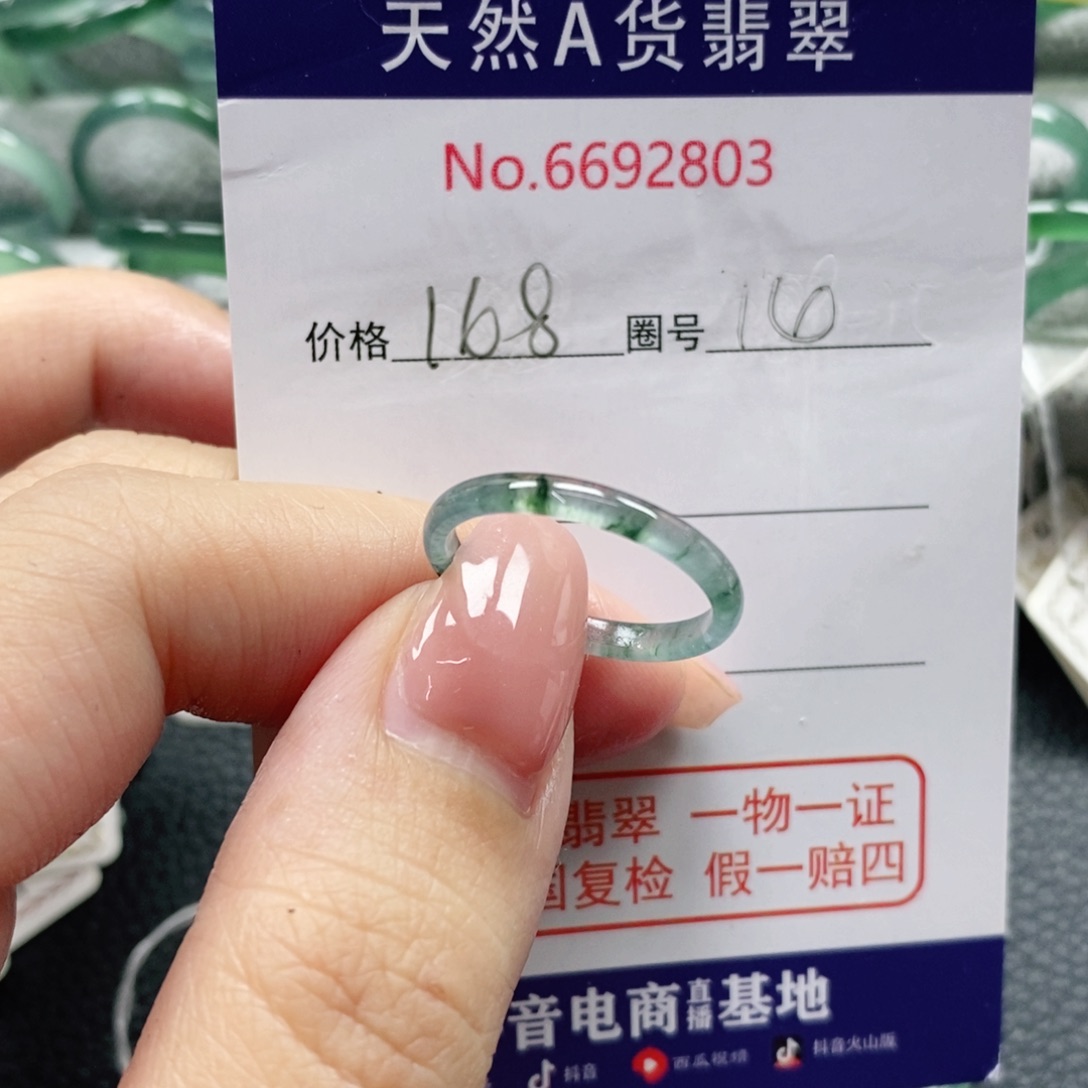 天然A货翡翠
No.6692803
价格 168 圈号 16
翡翠 一物一证
国复检 假一赔四
音电商直播基地
抖音 西瓜视频 抖音火山版